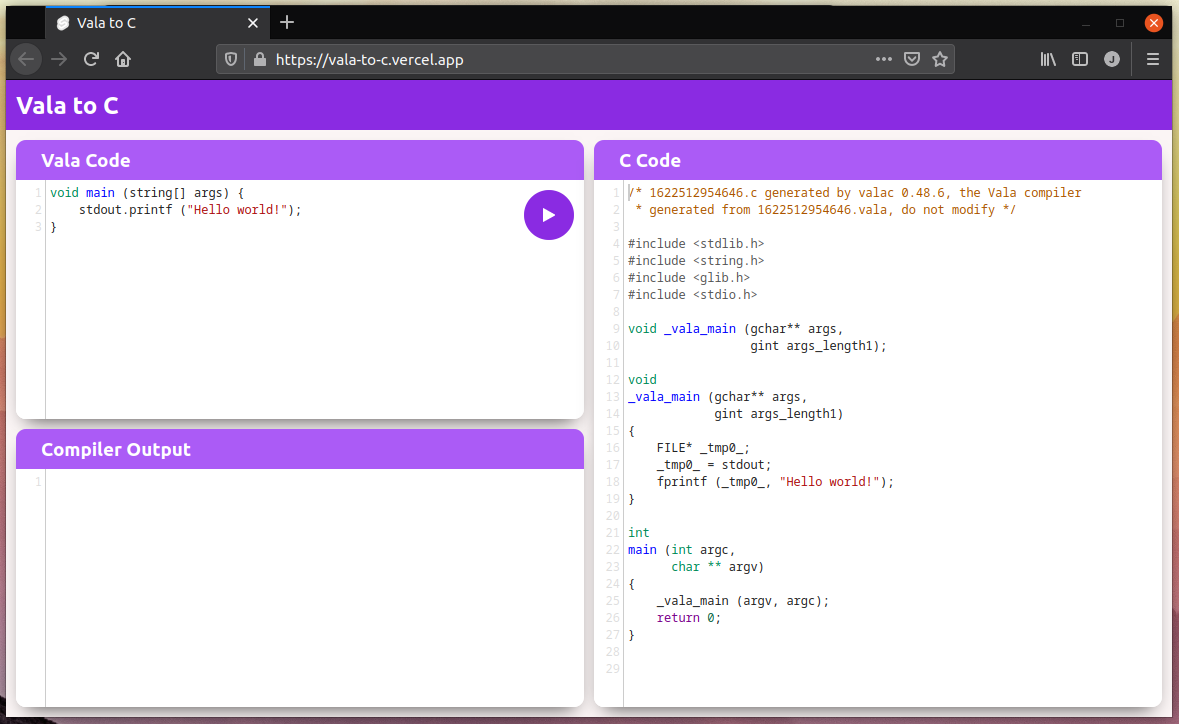 Vala to C
https://vala-to-c.vercel.app
J
Vala to C
Vala Code
1 void main (string[] args) {
2     stdout.printf ("Hello world!");
3 }
Compiler Output
1
C Code
1 /* 1622512954646.c generated by valac 0.48.6, the Vala compiler
2  * generated from 1622512954646.vala, do not modify */
3
4 #include <stdlib.h>
5 #include <string.h>
6 #include <glib.h>
7 #include <stdio.h>
8
9 void _vala_main (gchar** args,
10                  gint args_length1);
11
12 void
13 _vala_main (gchar** args,
14             gint args_length1)
15 {
16     FILE* _tmp0_;
17     _tmp0_ = stdout;
18     fprintf (_tmp0_, "Hello world!");
19 }
20
21 int
22 main (int argc,
23       char ** argv)
24 {
25     _vala_main (argv, argc);
26     return 0;
27 }
28
29